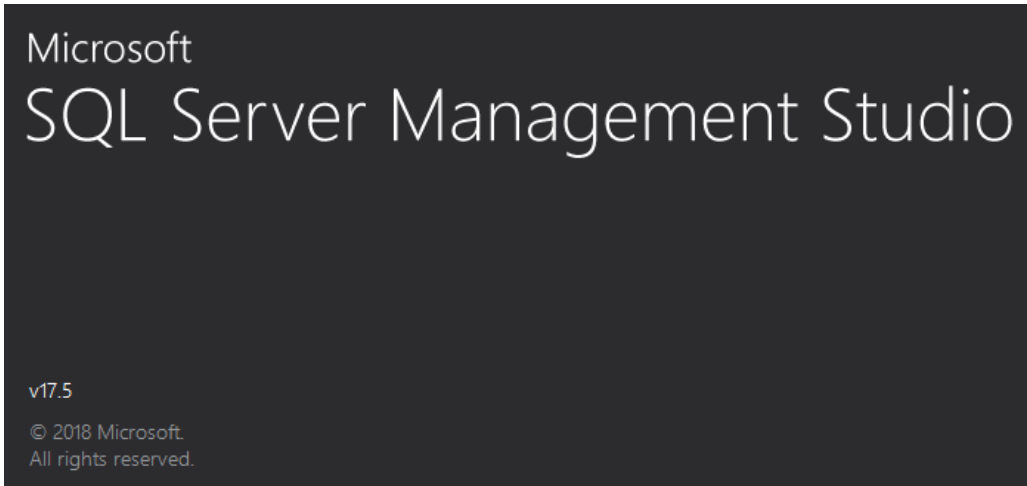 Microsoft
SQL Server Management Studio
v17.5
© 2018 Microsoft.
All rights reserved.